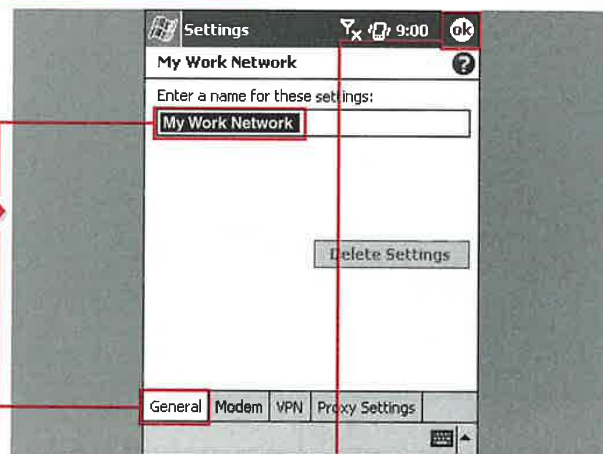 Settings 9:00 ok
My Work Network ?
Enter a name for these settings:
My Work Network
Delete Settings
General Modem VPN Proxy Settings